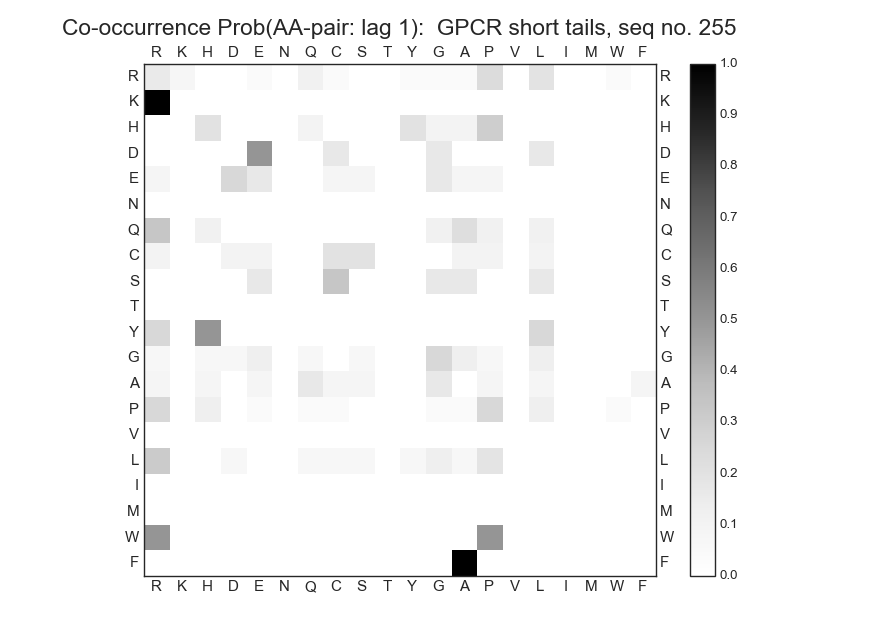 Co-occurrence Prob(AA-pair: lag 1):  GPCR short tails, seq no. 255
R K H D E N Q C S T Y G A P V L I M W F
R R 1.0
K K 0.9
H H
D D 0.8
E E
N N 0.7
Q Q
C C 0.6
S S
T T 0.5
Y Y
G G 0.4
A A
P P 0.3
V V
L L 0.2
I I
M M 0.1
W W
F F 0.0
R K H D E N Q C S T Y G A P V L I M W F